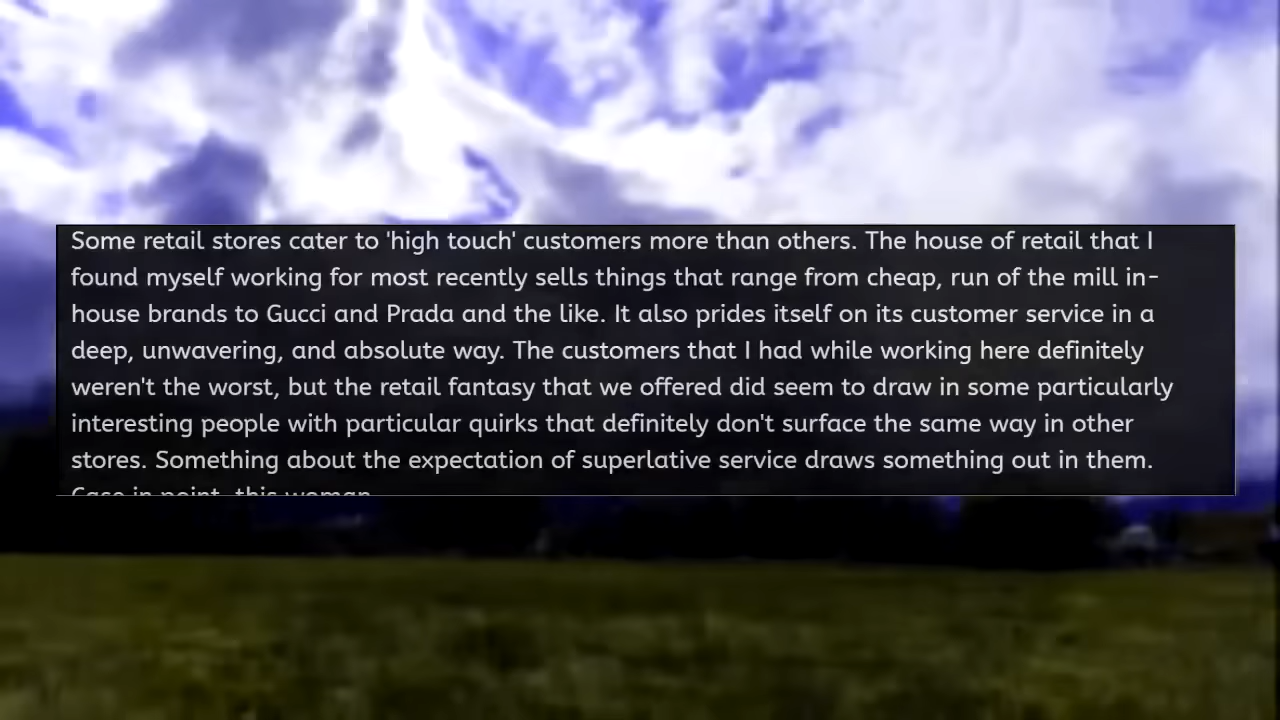 Some retail stores cater to 'high touch' customers more than others. The house of retail that I
found myself working for most recently sells things that range from cheap, run of the mill in-
house brands to Gucci and Prada and the like. It also prides itself on its customer service in a
deep, unwavering, and absolute way. The customers that I had while working here definitely
weren't the worst, but the retail fantasy that we offered did seem to draw in some particularly
interesting people with particular quirks that definitely don't surface the same way in other
stores. Something about the expectation of superlative service draws something out in them.
Case in point, this woman.